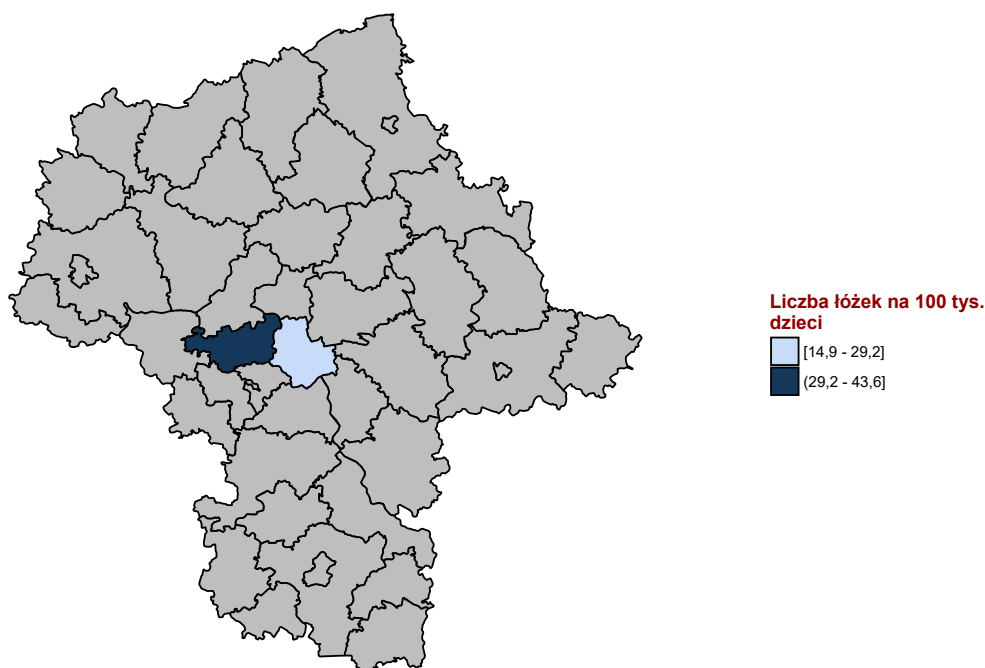 Liczba łóżek na 100 tys.
dzieci
[14,9 - 29,2]
(29,2 - 43,6]